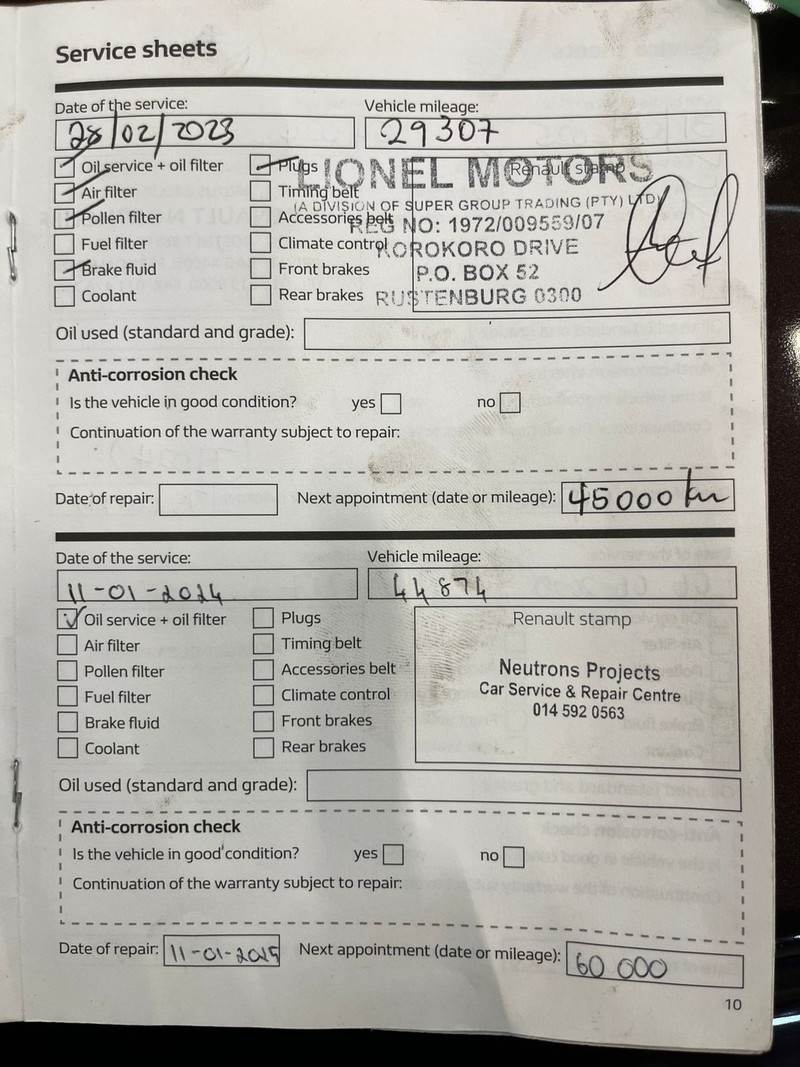 Service sheets
Date of the service: Vehicle mileage:
28/02/2023 29307
Oil service + oil filter Plugs Renault stamp
LIONEL MOTORS
Air filter Timing belt
(A DIVISION OF SUPER GROUP TRADING (PTY) LTD)
Pollen filter Accessories belt REG NO: 1972/009559/07
Fuel filter Climate control KOROKORO DRIVE
Brake fluid Front brakes P.O. BOX 52
Coolant Rear brakes RUSTENBURG 0300
Oil used (standard and grade):
Anti-corrosion check
Is the vehicle in good condition? yes no
Continuation of the warranty subject to repair:
Date of repair: Next appointment (date or mileage): 45000 km
Date of the service: Vehicle mileage:
11-01-2024 44874
Oil service + oil filter Plugs Renault stamp
Air filter Timing belt
Pollen filter Accessories belt Neutrons Projects
Fuel filter Climate control Car Service & Repair Centre
Brake fluid Front brakes 014 592 0563
Coolant Rear brakes
Oil used (standard and grade):
Anti-corrosion check
Is the vehicle in good condition? yes no
Continuation of the warranty subject to repair:
Date of repair: 11-01-2025 Next appointment (date or mileage): 60 000
10